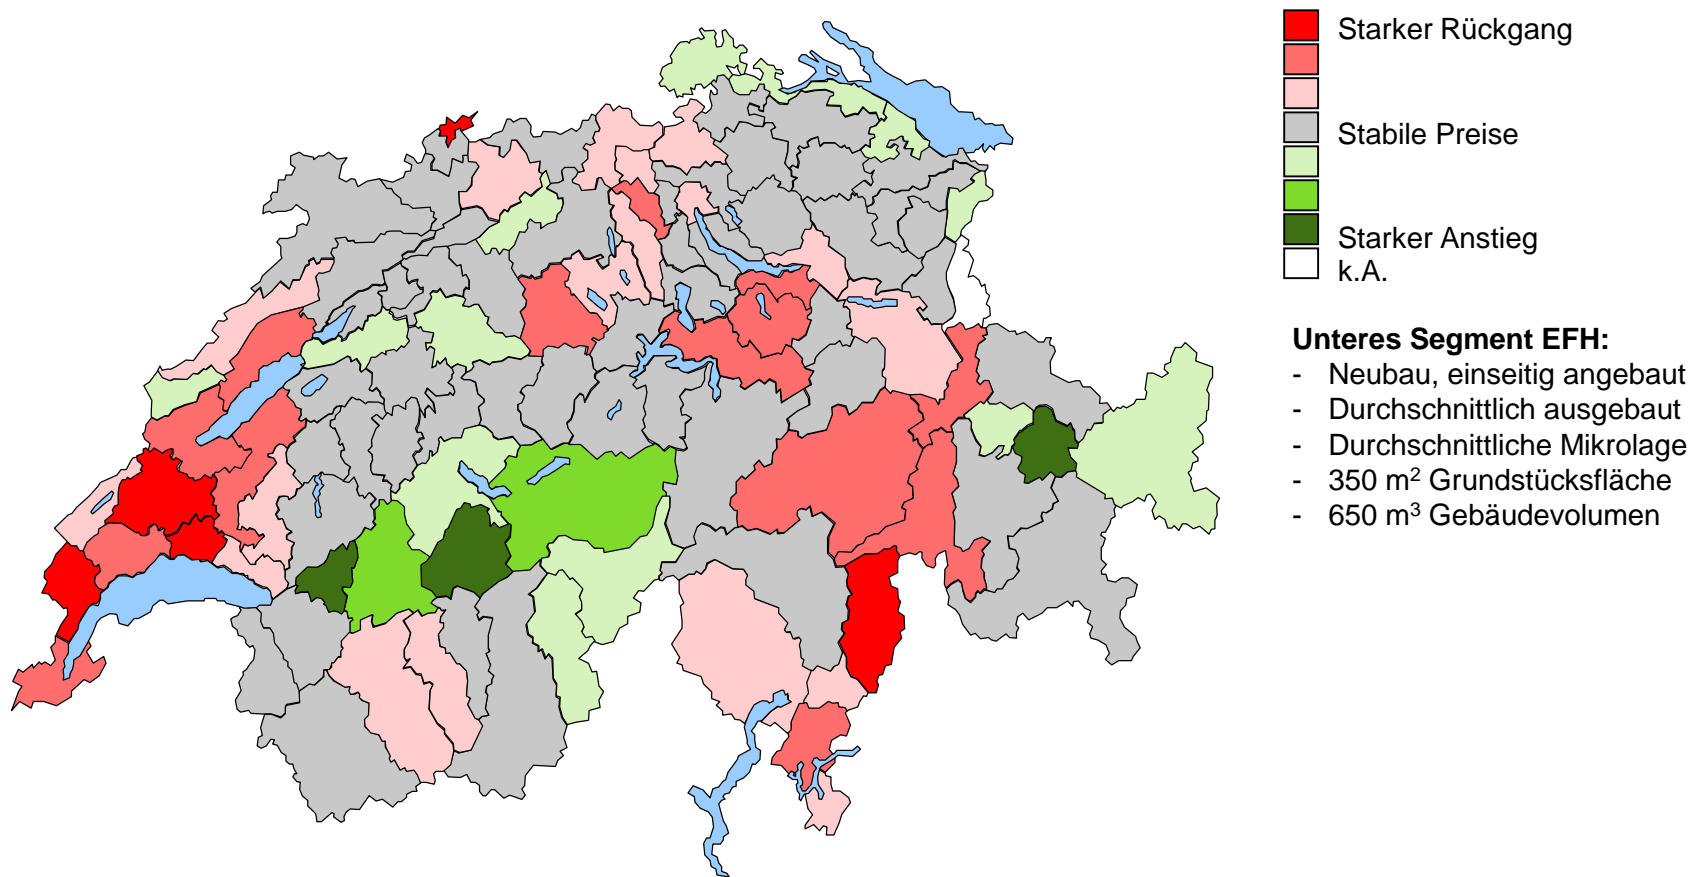 Starker Rückgang
Stabile Preise
Starker Anstieg
k.A.
Unteres Segment EFH:
- Neubau, einseitig angebaut
- Durchschnittlich ausgebaut
- Durchschnittliche Mikrolage
- 350 m² Grundstücksfläche
- 650 m³ Gebäudevolumen